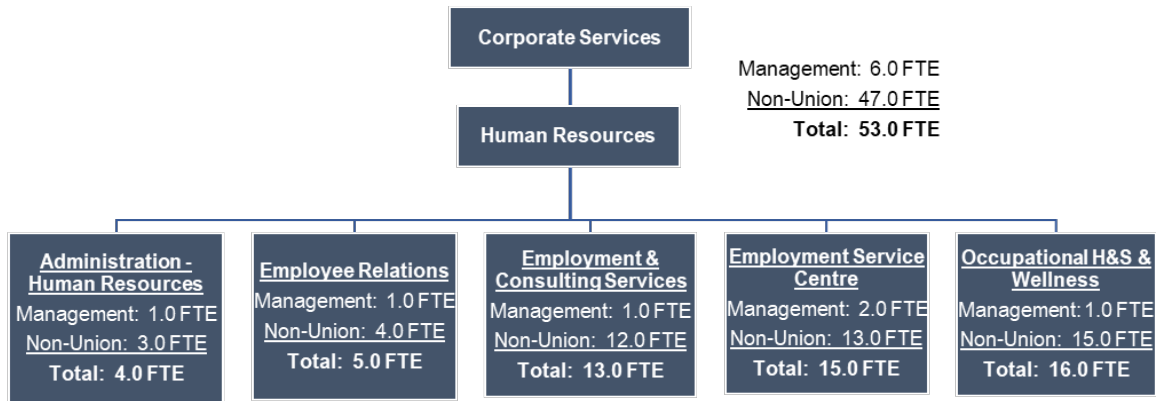 Corporate Services
Management: 6.0 FTE
Non-Union: 47.0 FTE
Total: 53.0 FTE
Human Resources
Administration -
Human Resources
Management: 1.0 FTE
Non-Union: 3.0 FTE
Total: 4.0 FTE
Employee Relations
Management: 1.0 FTE
Non-Union: 4.0 FTE
Total: 5.0 FTE
Employment &
Consulting Services
Management: 1.0 FTE
Non-Union: 12.0 FTE
Total: 13.0 FTE
Employment Service
Centre
Management: 2.0 FTE
Non-Union: 13.0 FTE
Total: 15.0 FTE
Occupational H&S &
Wellness
Management: 1.0 FTE
Non-Union: 15.0 FTE
Total: 16.0 FTE